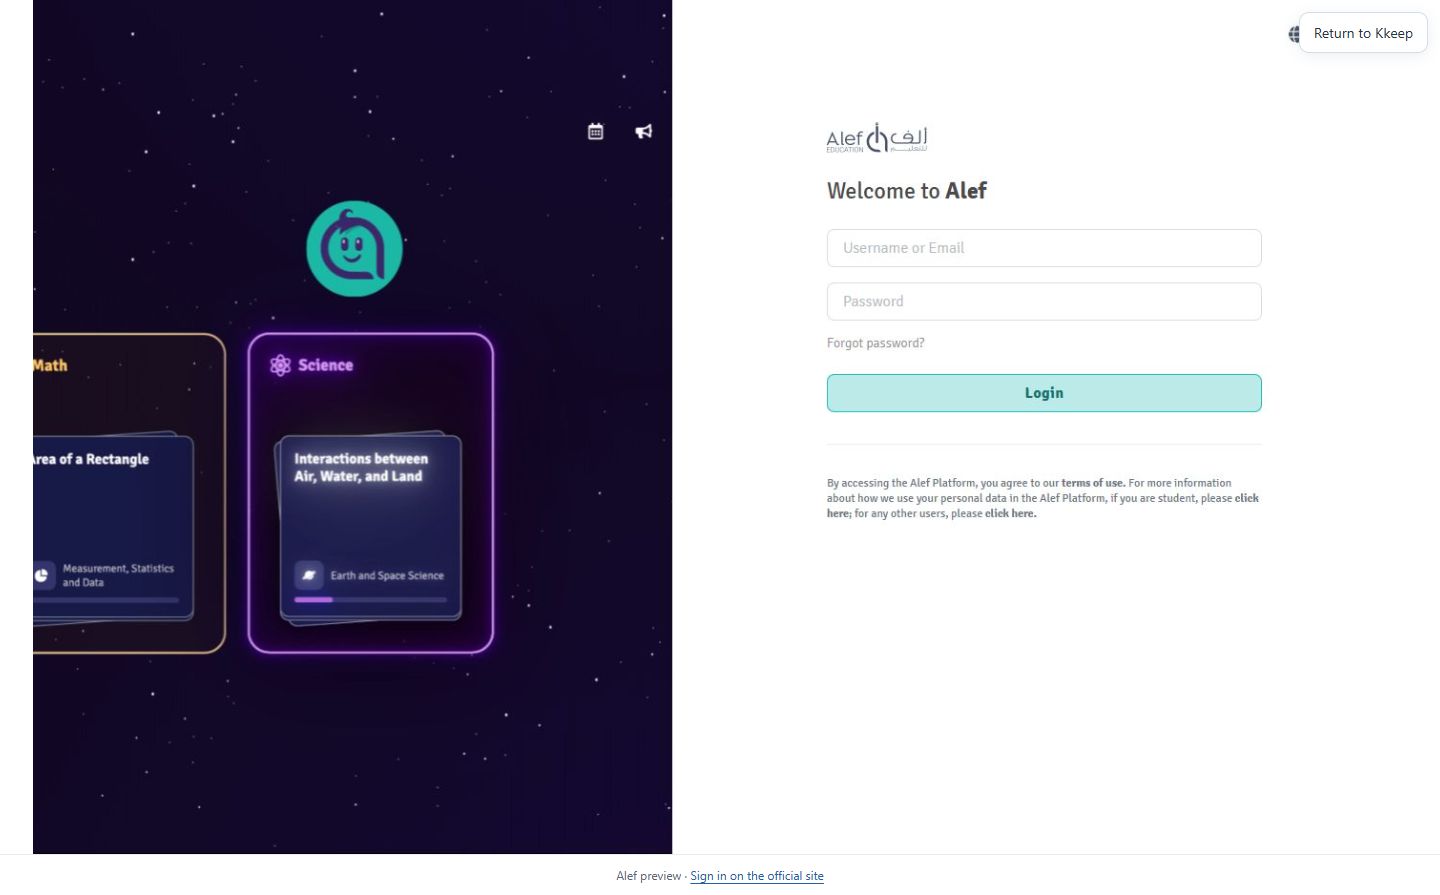 Return to Kkeep
Alef
EDUCATION
ألف
للتعليم
Welcome to Alef
Username or Email
Password
Forgot password?
Login
By accessing the Alef Platform, you agree to our terms of use. For more information
about how we use your personal data in the Alef Platform, if you are student, please click
here; for any other users, please click here.
Math
Science
Area of a Rectangle
Interactions between
Air, Water, and Land
Measurement, Statistics
and Data
Earth and Space Science
Alef preview · Sign in on the official site